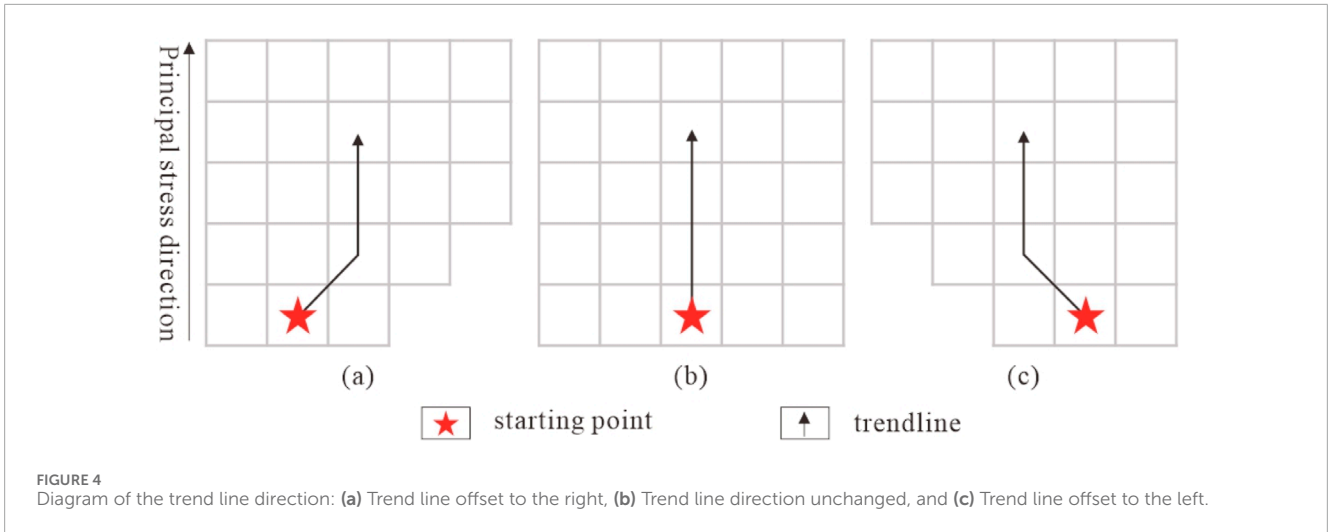 Principal stress direction
(a)
(b)
(c)
starting point
trendline
FIGURE 4
Diagram of the trend line direction: (a) Trend line offset to the right, (b) Trend line direction unchanged, and (c) Trend line offset to the left.